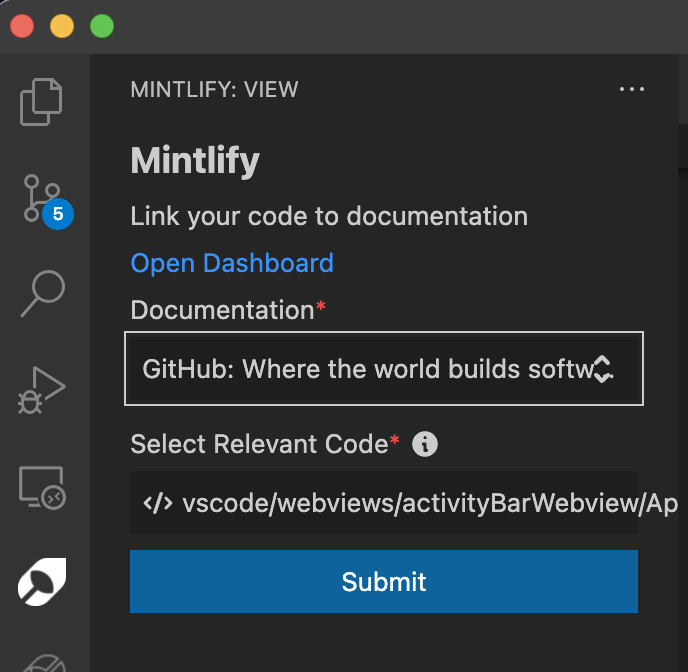 MINTLIFY: VIEW
Mintlify
5
Link your code to documentation
Open Dashboard
Documentation*
GitHub: Where the world builds softw
Select Relevant Code*
</> vscode/webviews/activityBarWebview/Ap
Submit